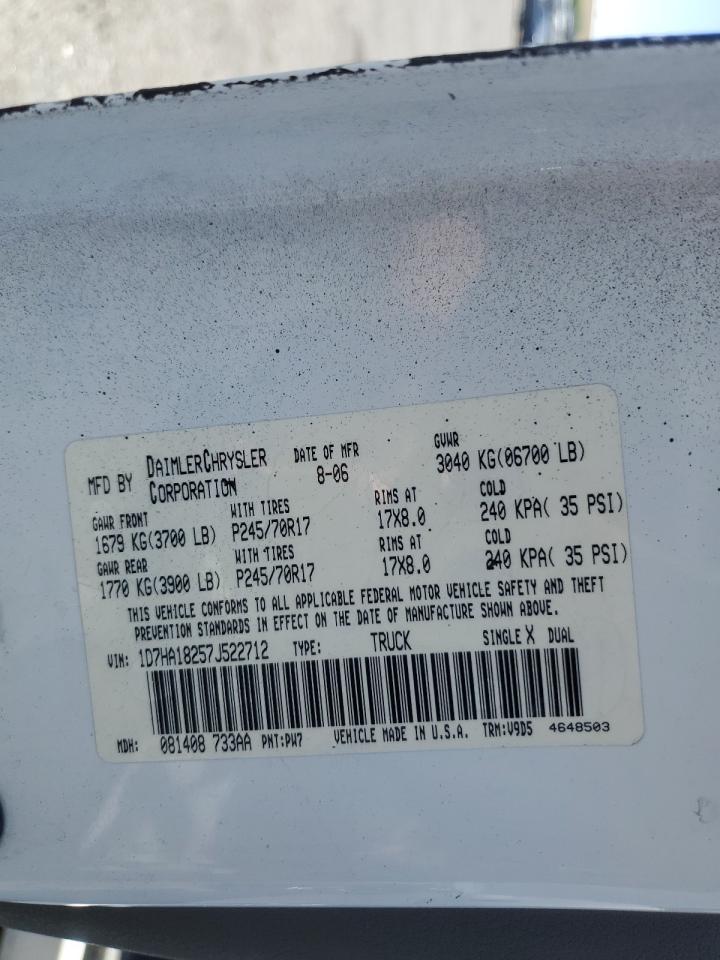 MFD BY DAIMLERCHRYSLER CORPORATION DATE OF MFR 8-06 GVWR 3040 KG(06700 LB)
GAWR FRONT WITH TIRES RIMS AT COLD
1679 KG(3700 LB) P245/70R17 17X8.0 240 KPA( 35 PSI)
GAWR REAR WITH TIRES RIMS AT COLD
1770 KG(3900 LB) P245/70R17 17X8.0 240 KPA( 35 PSI)
THIS VEHICLE CONFORMS TO ALL APPLICABLE FEDERAL MOTOR VEHICLE SAFETY AND THEFT
PREVENTION STANDARDS IN EFFECT ON THE DATE OF MANUFACTURE SHOWN ABOVE.
VIN: 1D7HA18257J522712 TYPE: TRUCK SINGLE X DUAL
MDH: 081408 733AA PNT:PW7 VEHICLE MADE IN U.S.A. TRM:V9D5 4648503